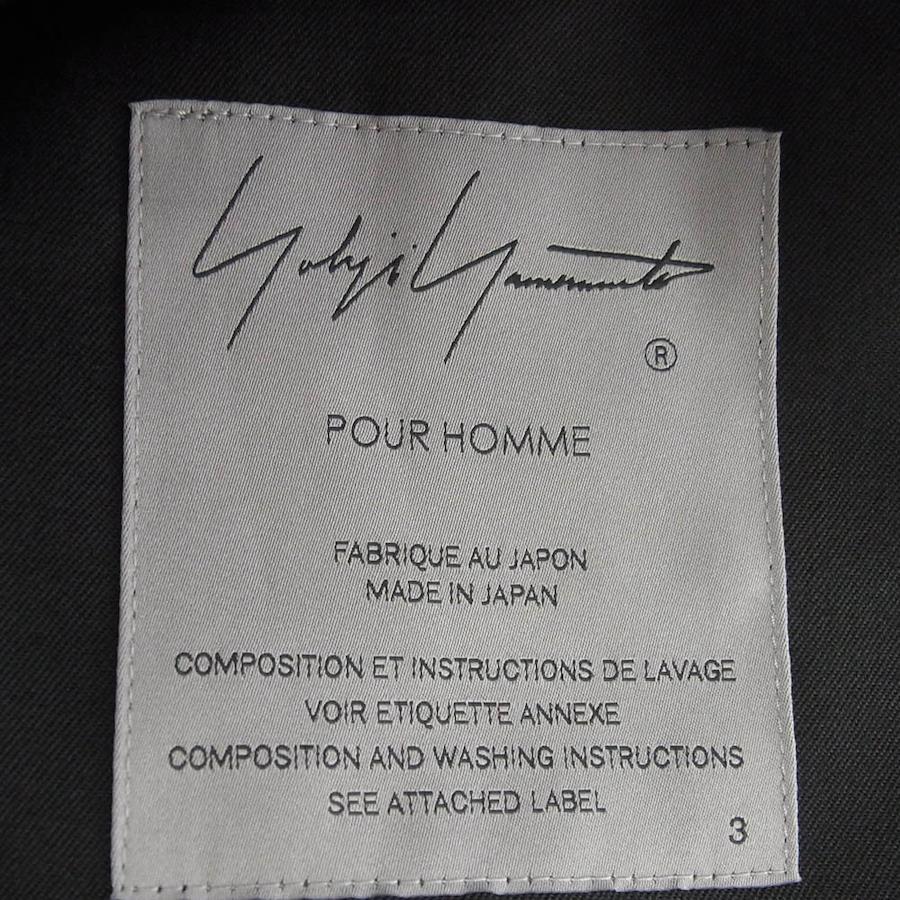 Yohji Yamamoto
®
POUR HOMME
FABRIQUE AU JAPON
MADE IN JAPAN
COMPOSITION ET INSTRUCTIONS DE LAVAGE
VOIR ETIQUETTE ANNEXE
COMPOSITION AND WASHING INSTRUCTIONS
SEE ATTACHED LABEL
3